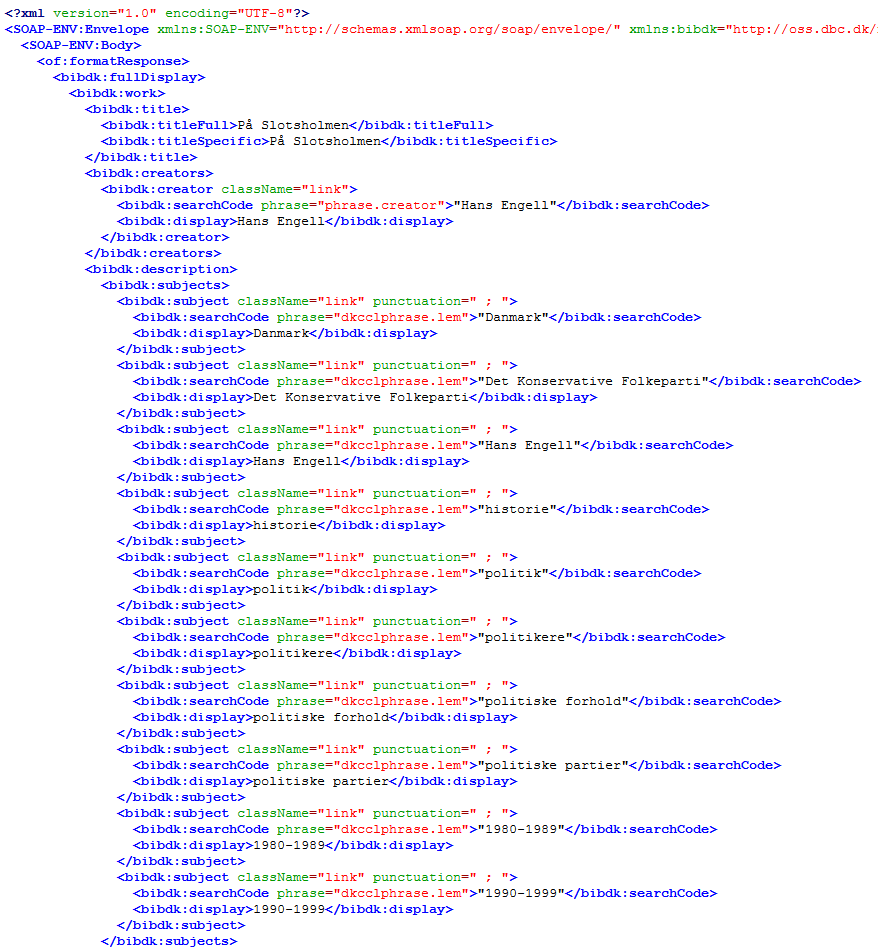 <?xml version="1.0" encoding="UTF-8"?>
<SOAP-ENV:Envelope xmlns:SOAP-ENV="http://schemas.xmlsoap.org/soap/envelope/" xmlns:bibdk="http://oss.dbc.dk/
<SOAP-ENV:Body>
<of:formatResponse>
<bibdk:fullDisplay>
<bibdk:work>
<bibdk:title>
<bibdk:titleFull>På Slotsholmen</bibdk:titleFull>
<bibdk:titleSpecific>På Slotsholmen</bibdk:titleSpecific>
</bibdk:title>
<bibdk:creators>
<bibdk:creator className="link">
<bibdk:searchCode phrase="phrase.creator">"Hans Engell"</bibdk:searchCode>
<bibdk:display>Hans Engell</bibdk:display>
</bibdk:creator>
</bibdk:creators>
<bibdk:description>
<bibdk:subjects>
<bibdk:subject className="link" punctuation=" ; ">
<bibdk:searchCode phrase="dkcclphrase.lem">"Danmark"</bibdk:searchCode>
<bibdk:display>Danmark</bibdk:display>
</bibdk:subject>
<bibdk:subject className="link" punctuation=" ; ">
<bibdk:searchCode phrase="dkcclphrase.lem">"Det Konservative Folkeparti"</bibdk:searchCode>
<bibdk:display>Det Konservative Folkeparti</bibdk:display>
</bibdk:subject>
<bibdk:subject className="link" punctuation=" ; ">
<bibdk:searchCode phrase="dkcclphrase.lem">"Hans Engell"</bibdk:searchCode>
<bibdk:display>Hans Engell</bibdk:display>
</bibdk:subject>
<bibdk:subject className="link" punctuation=" ; ">
<bibdk:searchCode phrase="dkcclphrase.lem">"historie"</bibdk:searchCode>
<bibdk:display>historie</bibdk:display>
</bibdk:subject>
<bibdk:subject className="link" punctuation=" ; ">
<bibdk:searchCode phrase="dkcclphrase.lem">"politik"</bibdk:searchCode>
<bibdk:display>politik</bibdk:display>
</bibdk:subject>
<bibdk:subject className="link" punctuation=" ; ">
<bibdk:searchCode phrase="dkcclphrase.lem">"politikere"</bibdk:searchCode>
<bibdk:display>politikere</bibdk:display>
</bibdk:subject>
<bibdk:subject className="link" punctuation=" ; ">
<bibdk:searchCode phrase="dkcclphrase.lem">"politiske forhold"</bibdk:searchCode>
<bibdk:display>politiske forhold</bibdk:display>
</bibdk:subject>
<bibdk:subject className="link" punctuation=" ; ">
<bibdk:searchCode phrase="dkcclphrase.lem">"politiske partier"</bibdk:searchCode>
<bibdk:display>politiske partier</bibdk:display>
</bibdk:subject>
<bibdk:subject className="link" punctuation=" ; ">
<bibdk:searchCode phrase="dkcclphrase.lem">"1980-1989"</bibdk:searchCode>
<bibdk:display>1980-1989</bibdk:display>
</bibdk:subject>
<bibdk:subject className="link" punctuation=" ; ">
<bibdk:searchCode phrase="dkcclphrase.lem">"1990-1999"</bibdk:searchCode>
<bibdk:display>1990-1999</bibdk:display>
</bibdk:subject>
</bibdk:subjects>